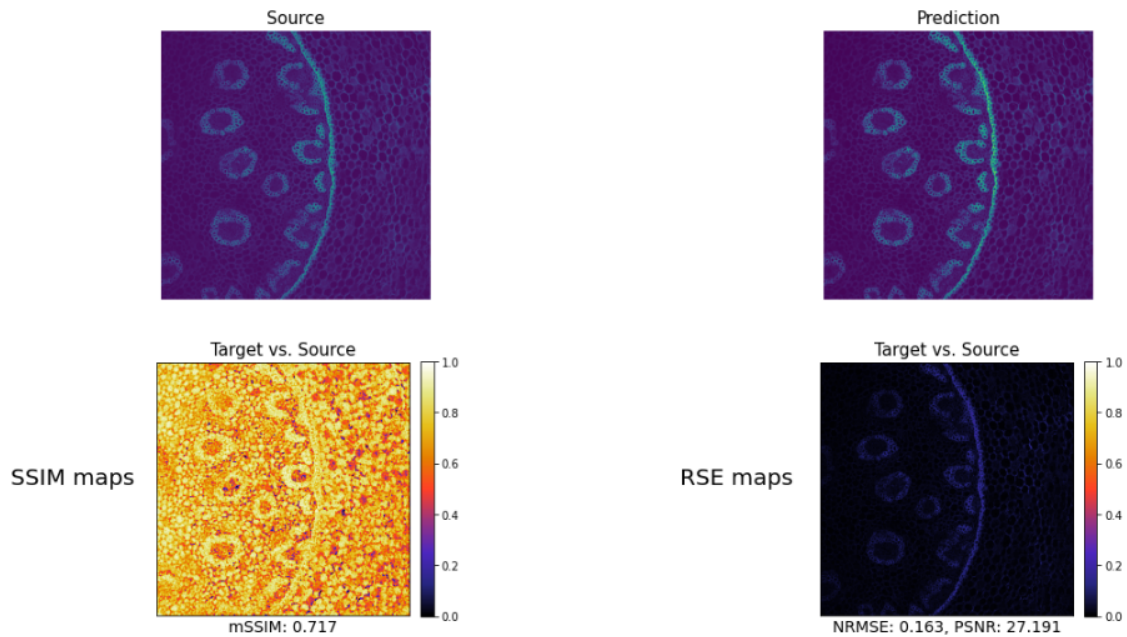 Source
Prediction
Target vs. Source
Target vs. Source
SSIM maps
1.0
0.8
0.6
0.4
0.2
0.0
RSE maps
1.0
0.8
0.6
0.4
0.2
0.0
mSSIM: 0.717
NRMSE: 0.163, PSNR: 27.191